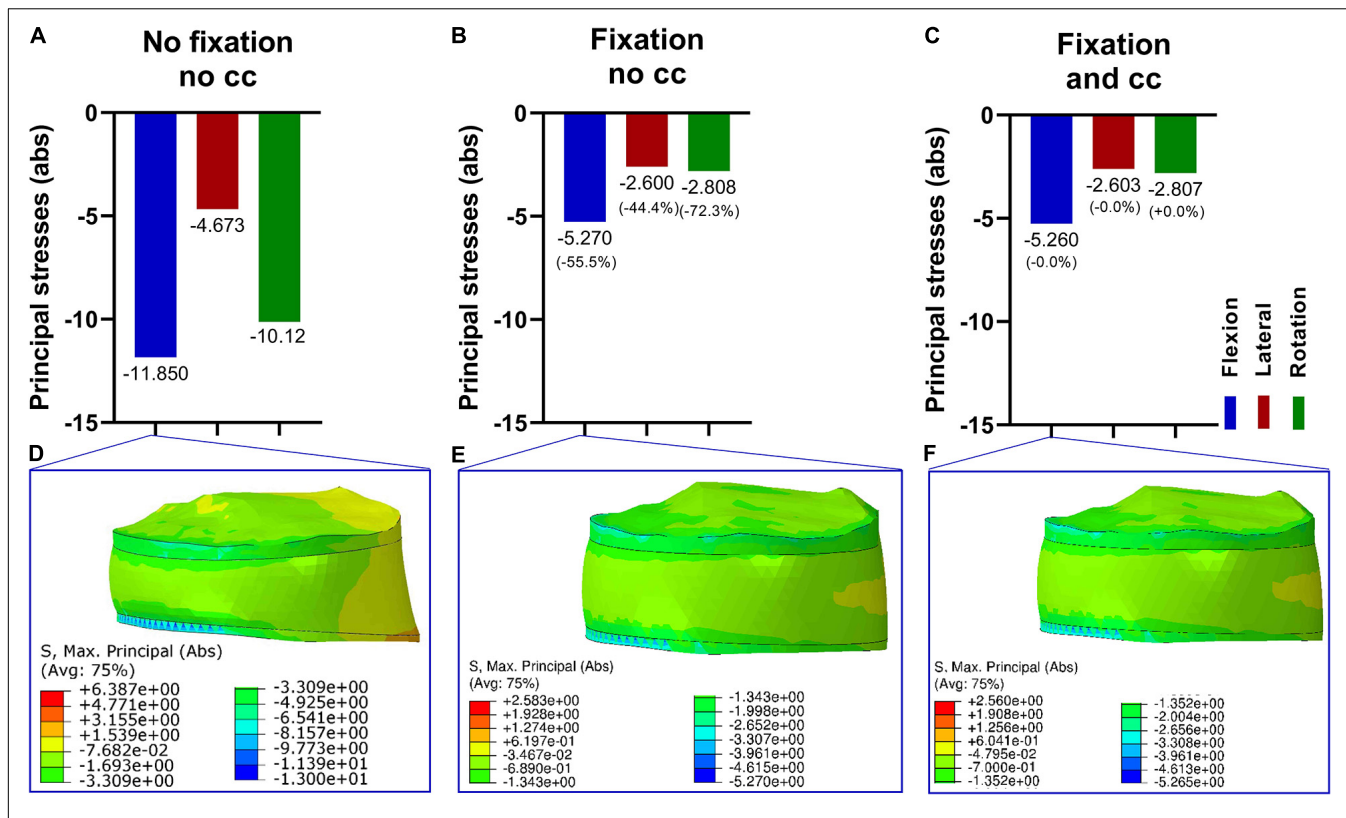 A
No fixation
no cc
Principal stresses (abs)
0
-5
-10
-15
-11.850
-4.673
-10.12
B
Fixation
no cc
Principal stresses (abs)
0
-5
-10
-15
-5.270
(-55.5%)
-2.600
(-44.4%)
-2.808
(-72.3%)
C
Fixation
and cc
Principal stresses (abs)
0
-5
-10
-15
-5.260
(-0.0%)
-2.603
(-0.0%)
-2.807
(+0.0%)
Flexion
Lateral
Rotation
D
S, Max. Principal (Abs)
(Avg: 75%)
+6.387e+00
+4.771e+00
+3.155e+00
+1.539e+00
-7.682e-02
-1.693e+00
-3.309e+00
-3.309e+00
-4.925e+00
-6.541e+00
-8.157e+00
-9.773e+00
-1.139e+01
-1.300e+01
E
S, Max. Principal (Abs)
(Avg: 75%)
+2.583e+00
+1.928e+00
+1.274e+00
+6.197e-01
-3.467e-02
-6.890e-01
-1.343e+00
-1.343e+00
-1.998e+00
-2.652e+00
-3.307e+00
-3.961e+00
-4.615e+00
-5.270e+00
F
S, Max. Principal (Abs)
(Avg: 75%)
+2.560e+00
+1.908e+00
+1.256e+00
+6.041e-01
-4.795e-02
-7.000e-01
-1.352e+00
-1.352e+00
-2.004e+00
-2.656e+00
-3.308e+00
-3.961e+00
-4.613e+00
-5.265e+00